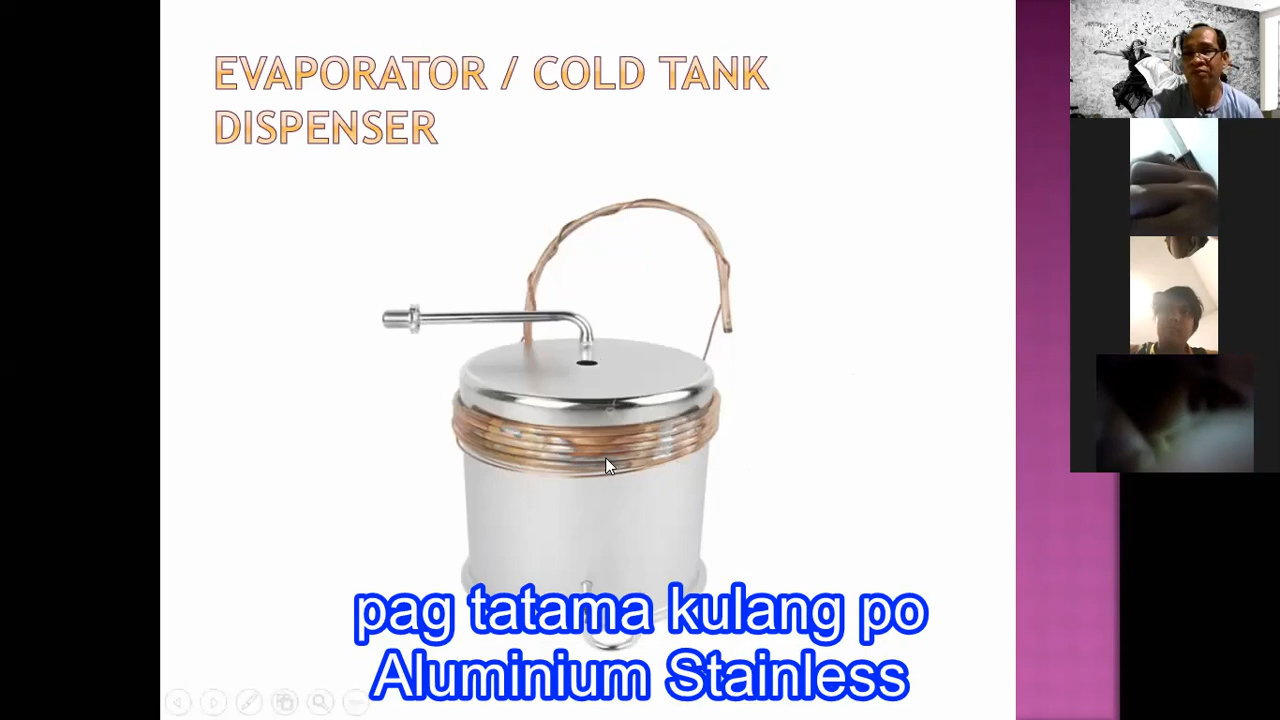 EVAPORATOR / COLD TANK
DISPENSER
pag tatama kulang po
Aluminium Stainless